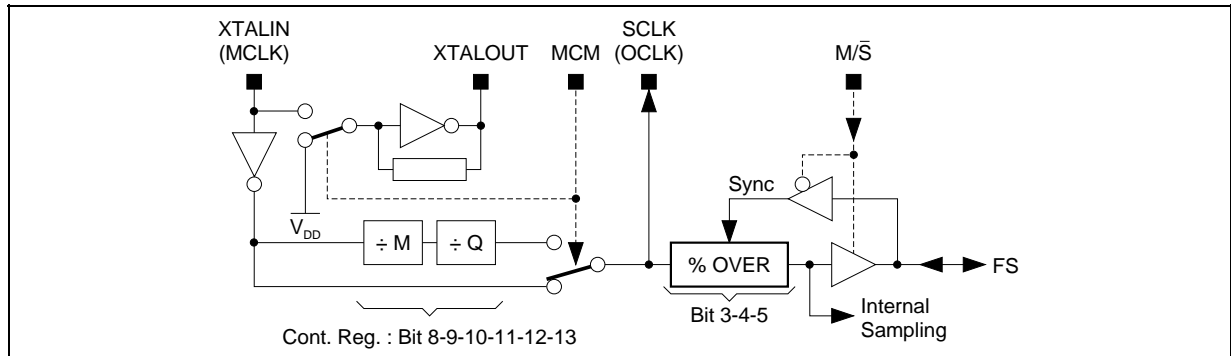 XTALIN
(MCLK)
XTALOUT
MCM
SCLK
(OCLK)
M/S̄
Sync
V_DD
÷ M
÷ Q
% OVER
FS
Bit 3-4-5
Internal
Sampling
Cont. Reg. : Bit 8-9-10-11-12-13